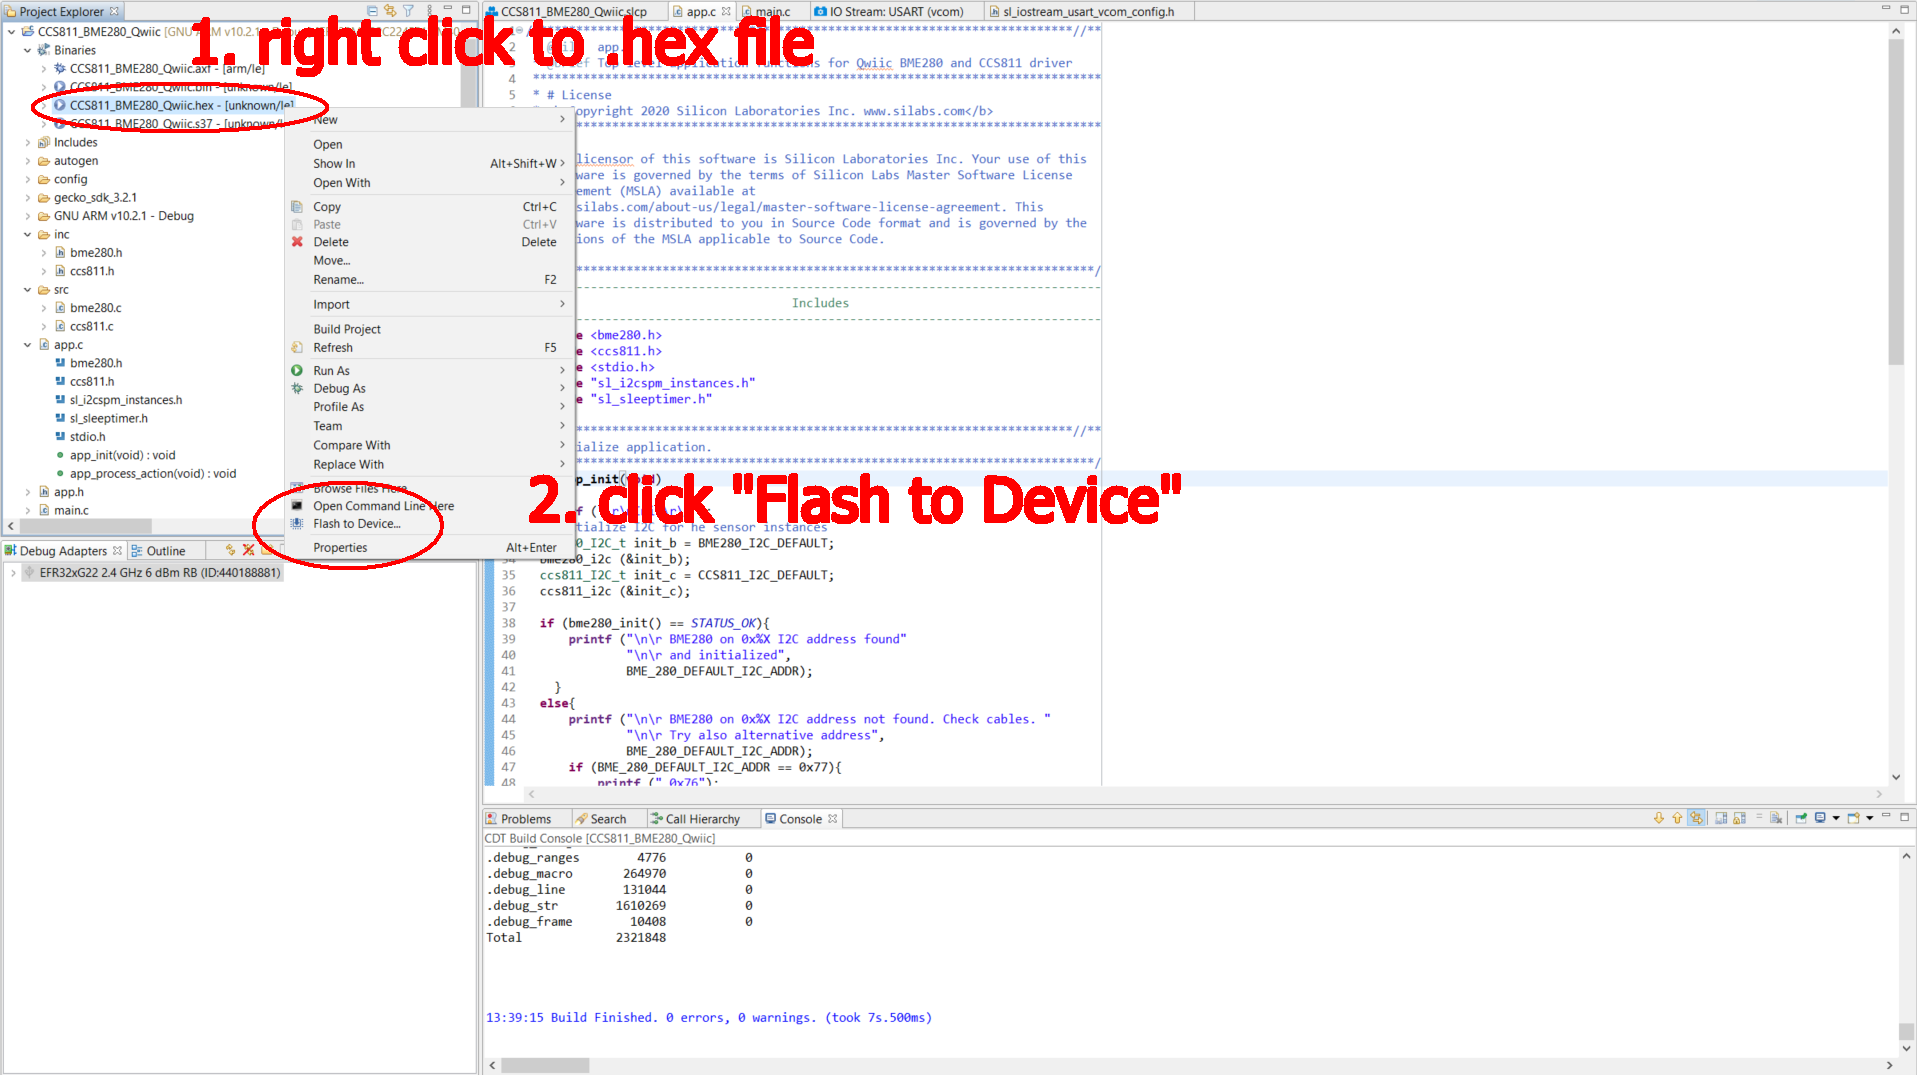 Project Explorer
CCS811_BME280_Qwiic [GNU ARM v10.2.1
Binaries
CCS811_BME280_Qwiic.axf - [arm/le]
CCS811_BME280_Qwiic.bin - [unknown/le]
CCS811_BME280_Qwiic.hex - [unknown/le]
CCS811_BME280_Qwiic.s37 - [unknown/
Includes
autogen
config
gecko_sdk_3.2.1
GNU ARM v10.2.1 - Debug
inc
bme280.h
ccs811.h
src
bme280.c
ccs811.c
app.c
bme280.h
ccs811.h
sl_i2cspm_instances.h
sl_sleeptimer.h
stdio.h
app_init(void) : void
app_process_action(void) : void
app.h
main.c
1. right click to .hex file
New
Open
Show In Alt+Shift+W
Open With
Copy Ctrl+C
Paste Ctrl+V
Delete Delete
Move...
Rename... F2
Import
Build Project
Refresh F5
Run As
Debug As
Profile As
Team
Compare With
Replace With
Browse Files Here
Open Command Line Here
Flash to Device...
Properties Alt+Enter
2. click "Flash to Device"
Debug Adapters Outline
EFR32xG22 2.4 GHz 6 dBm RB (ID:440188881)
CCS811_BME280_Qwiic.slcp app.c main.c IO Stream: USART (vcom) sl_iostream_usart_vcom_config.h
2 app.
Top level application functions for Qwiic BME280 and CCS811 driver
4 *******************************************************************************
5 * # License
opyright 2020 Silicon Laboratories Inc. www.silabs.com</b>
licensor of this software is Silicon Laboratories Inc. Your use of this
ware is governed by the terms of Silicon Labs Master Software License
ement (MSLA) available at
silabs.com/about-us/legal/master-software-license-agreement. This
ware is distributed to you in Source Code format and is governed by the
ions of the MSLA applicable to Source Code.
Includes
e <bme280.h>
e <ccs811.h>
e <stdio.h>
e "sl_i2cspm_instances.h"
e "sl_sleeptimer.h"
ialize application.
p_init(void)
tialize I2C for he sensor instances
0_I2C_t init_b = BME280_I2C_DEFAULT;
34 bme280_i2c (&init_b);
35 ccs811_I2C_t init_c = CCS811_I2C_DEFAULT;
36 ccs811_i2c (&init_c);
37
38 if (bme280_init() == STATUS_OK){
39 printf ("\n\r BME280 on 0x%X I2C address found"
40 "\n\r and initialized",
41 BME_280_DEFAULT_I2C_ADDR);
42 }
43 else{
44 printf ("\n\r BME280 on 0x%X I2C address not found. Check cables. "
45 "\n\r Try also alternative address",
46 BME_280_DEFAULT_I2C_ADDR);
47 if (BME_280_DEFAULT_I2C_ADDR == 0x77){
48 printf (" 0x76");
Problems Search Call Hierarchy Console
CDT Build Console [CCS811_BME280_Qwiic]
.debug_ranges 4776 0
.debug_macro 264970 0
.debug_line 131044 0
.debug_str 1610269 0
.debug_frame 10408 0
Total 2321848
13:39:15 Build Finished. 0 errors, 0 warnings. (took 7s.500ms)